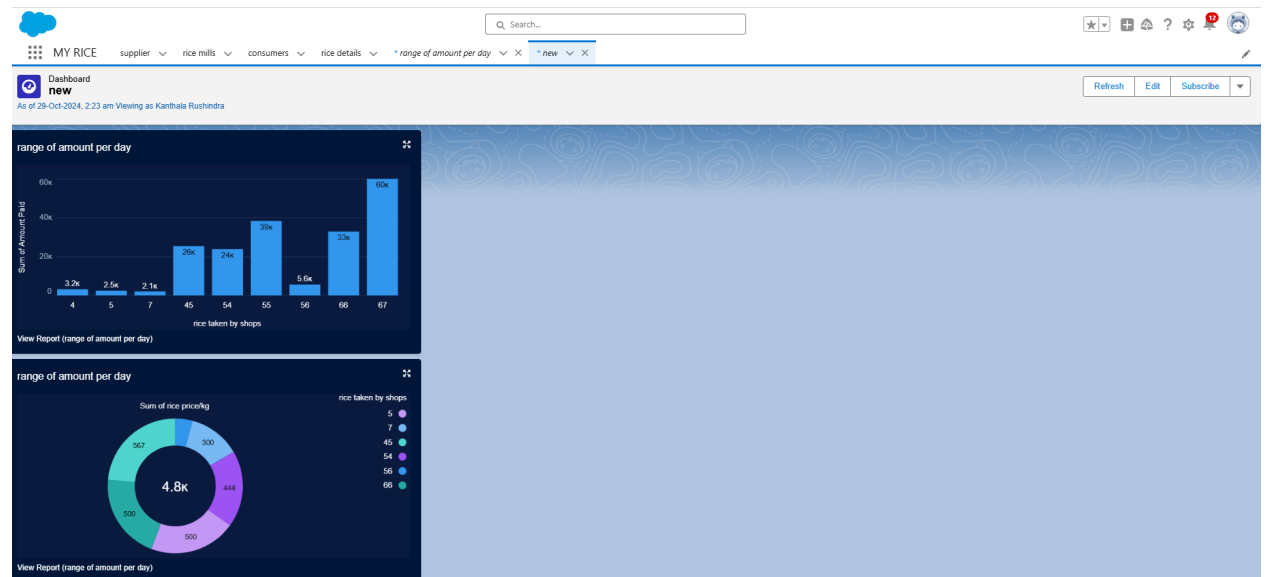 Search...
12
MY RICE supplier rice mills consumers rice details * range of amount per day * new
Dashboard
new
As of 29-Oct-2024, 2:23 am·Viewing as Kanthala Rushindra
Refresh Edit Subscribe
range of amount per day
Sum of Amount Paid
60K
40K
20K
0
3.2K 2.5K 2.1K 26K 24K 39K 5.6K 33K 60K
4 5 7 45 54 55 56 66 67
rice taken by shops
View Report (range of amount per day)
range of amount per day
Sum of rice price/kg
rice taken by shops
5
7
45
54
56
66
567 300
4.8K 444
500
500
View Report (range of amount per day)